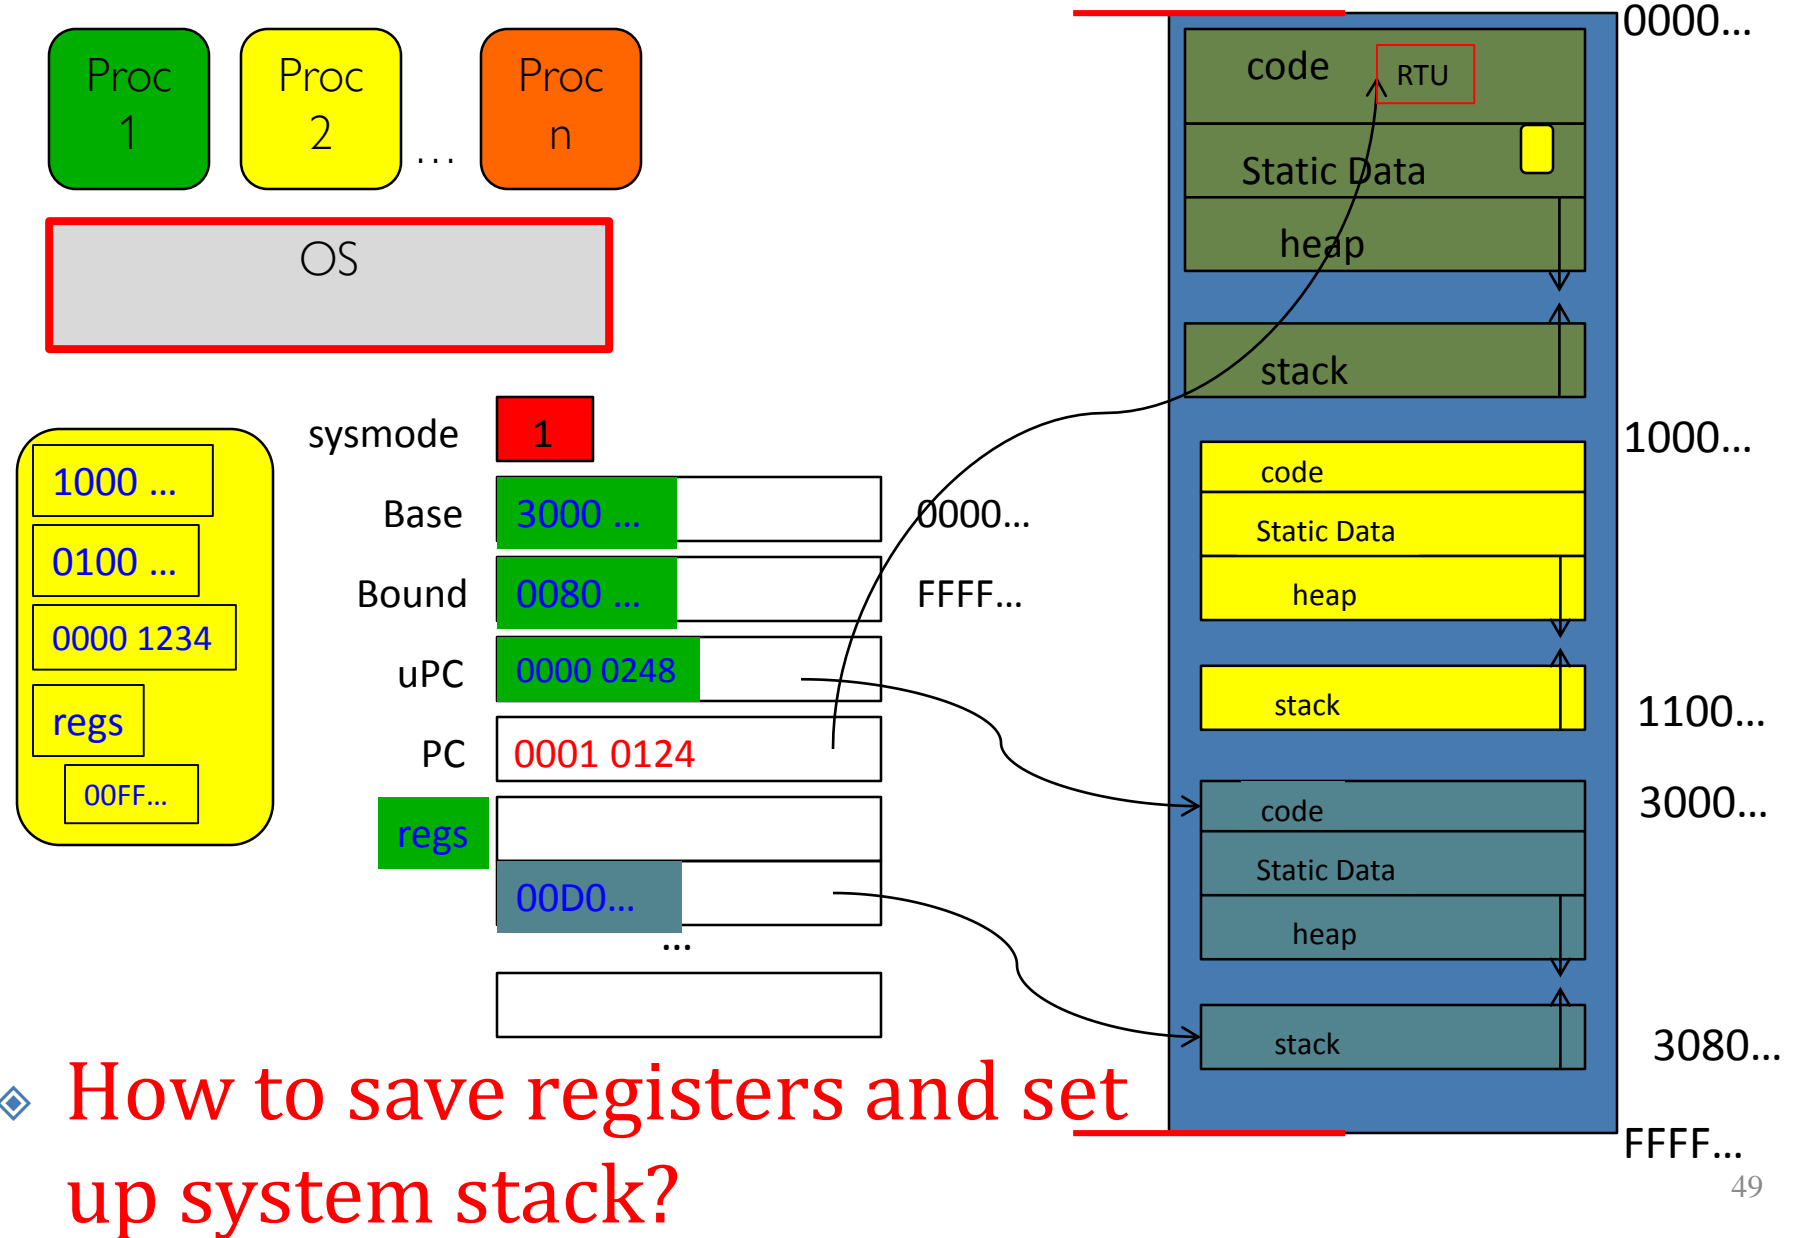 Proc
1
Proc
2
...
Proc
n
OS
0000...
code
RTU
Static Data
heap
stack
1000...
code
Static Data
heap
stack
1100...
3000...
code
Static Data
heap
stack
3080...
FFFF...
1000 ...
0100 ...
0000 1234
regs
00FF...
sysmode
1
Base
3000 ...
0000...
Bound
0080 ...
FFFF...
uPC
0000 0248
PC
0001 0124
regs
00D0...
...
How to save registers and set
up system stack?
49